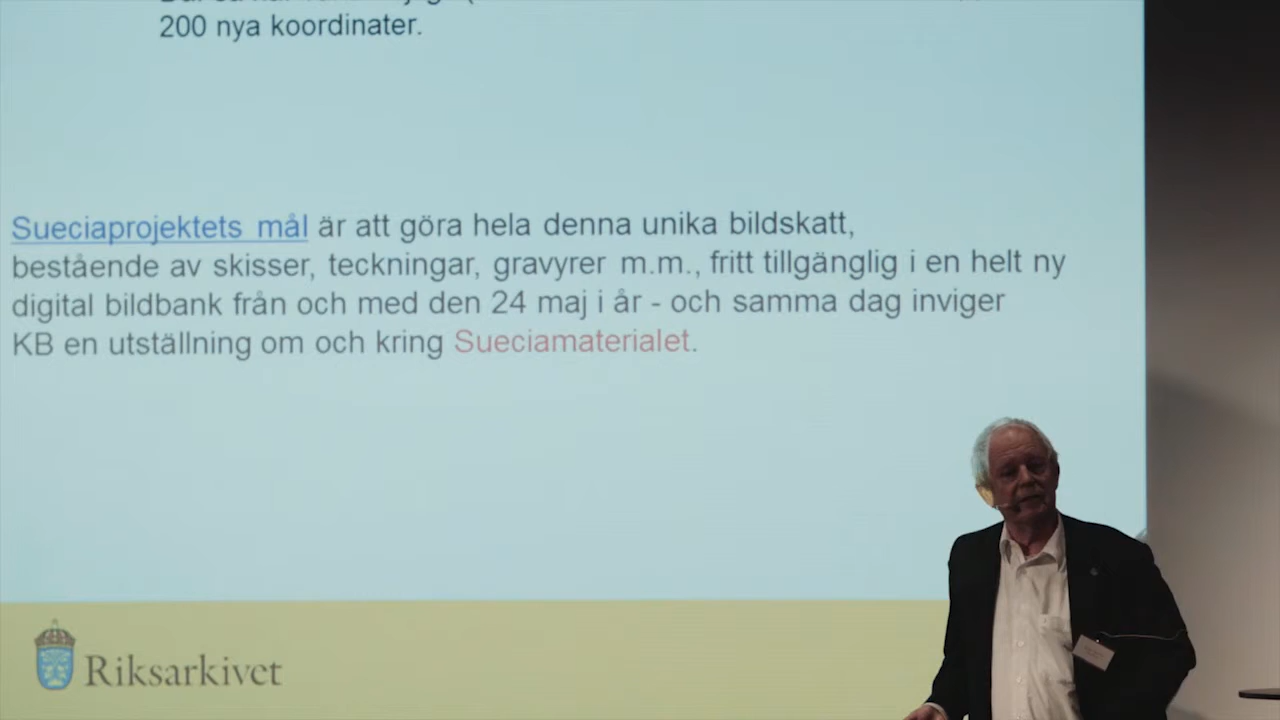 200 nya koordinater.
Sueciaprojektets mål är att göra hela denna unika bildskatt,
bestående av skisser, teckningar, gravyrer m.m., fritt tillgänglig i en helt ny
digital bildbank från och med den 24 maj i år - och samma dag inviger
KB en utställning om och kring Sueciamaterialet.
Riksarkivet